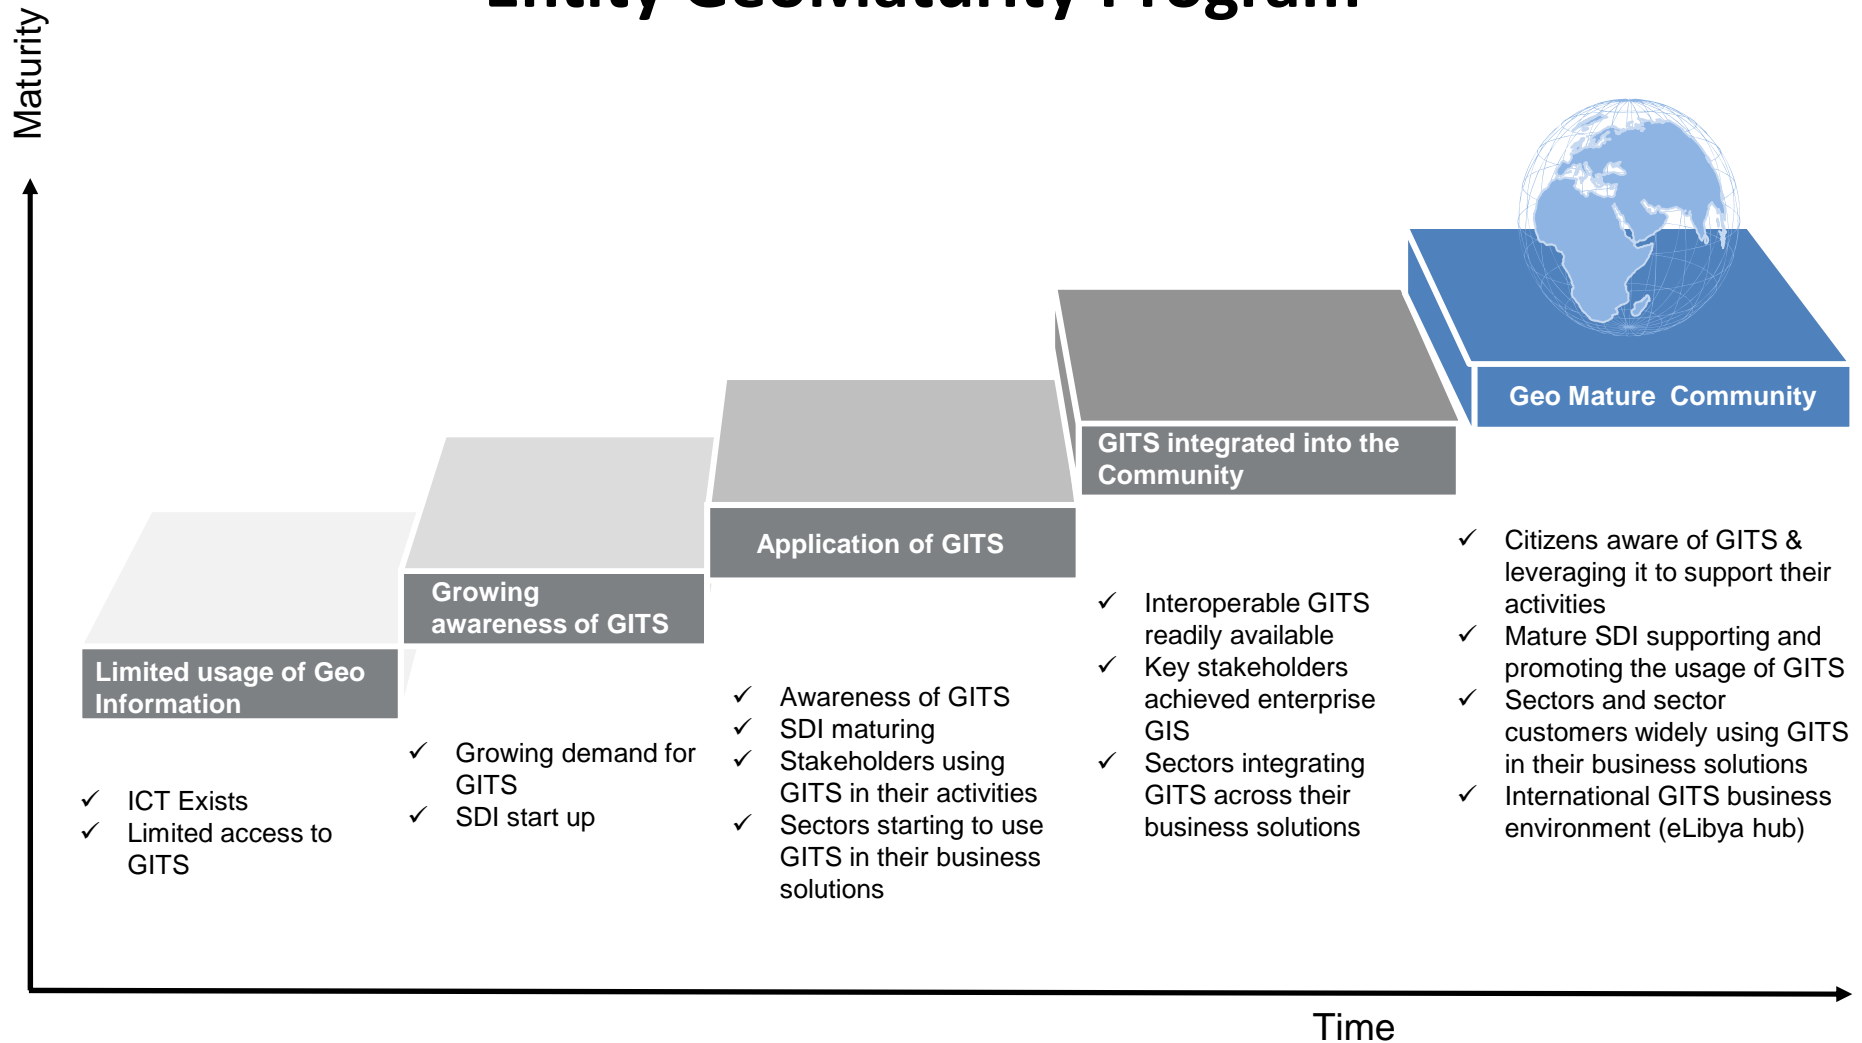 Entity GeoMaturity Program
Maturity
Limited usage of Geo
Information
✓ ICT Exists
✓ Limited access to
GITS
Growing
awareness of GITS
✓ Growing demand for
GITS
✓ SDI start up
Application of GITS
✓ Awareness of GITS
✓ SDI maturing
✓ Stakeholders using
GITS in their activities
✓ Sectors starting to use
GITS in their business
solutions
GITS integrated into the
Community
✓ Interoperable GITS
readily available
✓ Key stakeholders
achieved enterprise
GIS
✓ Sectors integrating
GITS across their
business solutions
Geo Mature Community
✓ Citizens aware of GITS &
leveraging it to support their
activities
✓ Mature SDI supporting and
promoting the usage of GITS
✓ Sectors and sector
customers widely using GITS
in their business solutions
✓ International GITS business
environment (eLibya hub)
Time